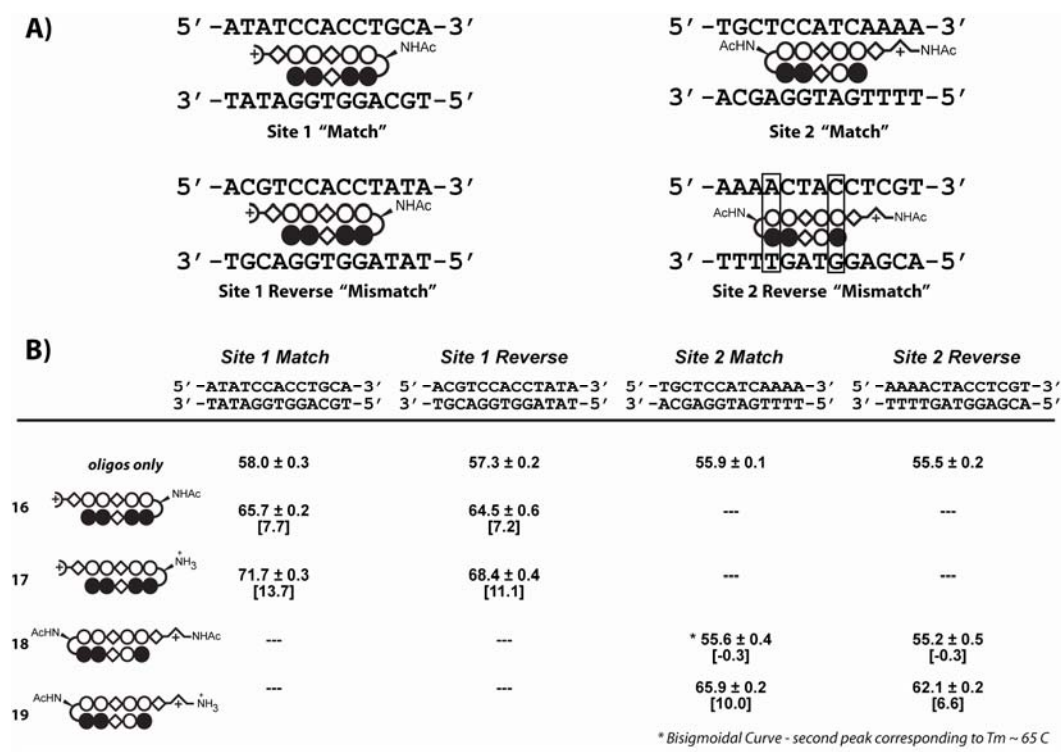 A)
5′-ATATCCACCTGCA-3′
NHAc
+
3′-TATAGGTGGACGT-5′
Site 1 “Match”
5′-TGCTCCATCAAAA-3′
AcHN
+
NHAc
3′-ACGAGGTAGTTTT-5′
Site 2 “Match”
5′-ACGTCCACCTATA-3′
NHAc
+
3′-TGCAGGTGGATAT-5′
Site 1 Reverse “Mismatch”
5′-AAAACTACCTCGT-3′
AcHN
+
NHAc
3′-TTTTGATGGAGCA-5′
Site 2 Reverse “Mismatch”
B)
Site 1 Match Site 1 Reverse Site 2 Match Site 2 Reverse
5′-ATATCCACCTGCA-3′ 5′-ACGTCCACCTATA-3′ 5′-TGCTCCATCAAAA-3′ 5′-AAAACTACCTCGT-3′
3′-TATAGGTGGACGT-5′ 3′-TGCAGGTGGATAT-5′ 3′-ACGAGGTAGTTTT-5′ 3′-TTTTGATGGAGCA-5′
oligos only 58.0 ± 0.3 57.3 ± 0.2 55.9 ± 0.1 55.5 ± 0.2
16 + NHAc 65.7 ± 0.2 64.5 ± 0.6 --- ---
[7.7] [7.2]
17 + NH3+ 71.7 ± 0.3 68.4 ± 0.4 --- ---
[13.7] [11.1]
18 AcHN + NHAc --- --- * 55.6 ± 0.4 55.2 ± 0.5
[-0.3] [-0.3]
19 AcHN + NH3+ --- --- 65.9 ± 0.2 62.1 ± 0.2
[10.0] [6.6]
* Bisigmoidal Curve - second peak corresponding to Tm ~ 65 C